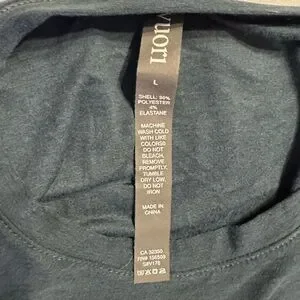 vuori
L
SHELL: 96%
POLYESTER
4%
ELASTANE
MACHINE
WASH COLD
WITH LIKE
COLORS
DO NOT
BLEACH,
REMOVE
PROMPTLY,
TUMBLE
DRY LOW,
DO NOT
IRON
MADE IN
CHINA
CA 32350
RN# 156509